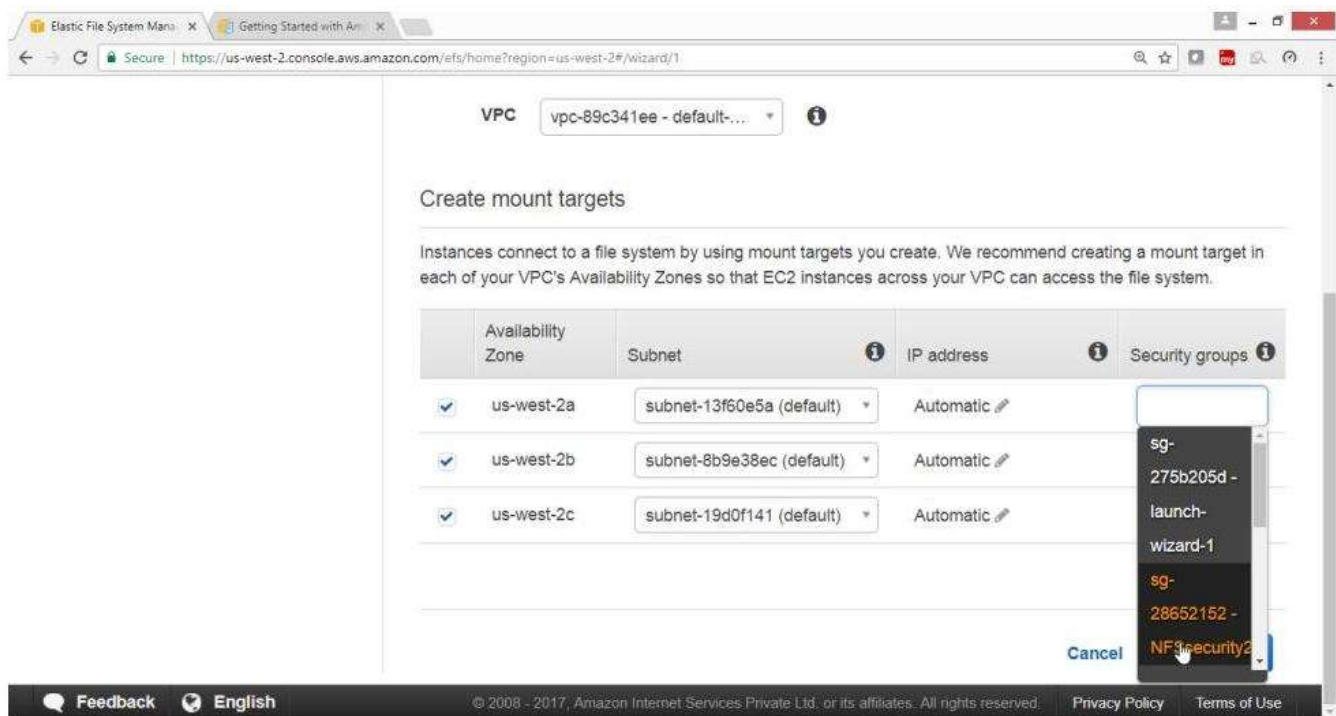 Elastic File System Mana
Getting Started with Am
Secure https://us-west-2.console.aws.amazon.com/efs/home?region=us-west-2#/wizard/1
my
VPC vpc-89c341ee - default-...
Create mount targets
Instances connect to a file system by using mount targets you create. We recommend creating a mount target in
each of your VPC's Availability Zones so that EC2 instances across your VPC can access the file system.
Availability
Zone Subnet IP address Security groups
us-west-2a subnet-13f60e5a (default) Automatic
us-west-2b subnet-8b9e38ec (default) Automatic
us-west-2c subnet-19d0f141 (default) Automatic
sg-
275b205d -
launch-
wizard-1
sg-
28652152 -
NFSsecurity2
Cancel
Feedback English © 2008 - 2017, Amazon Internet Services Private Ltd. or its affiliates. All rights reserved. Privacy Policy Terms of Use